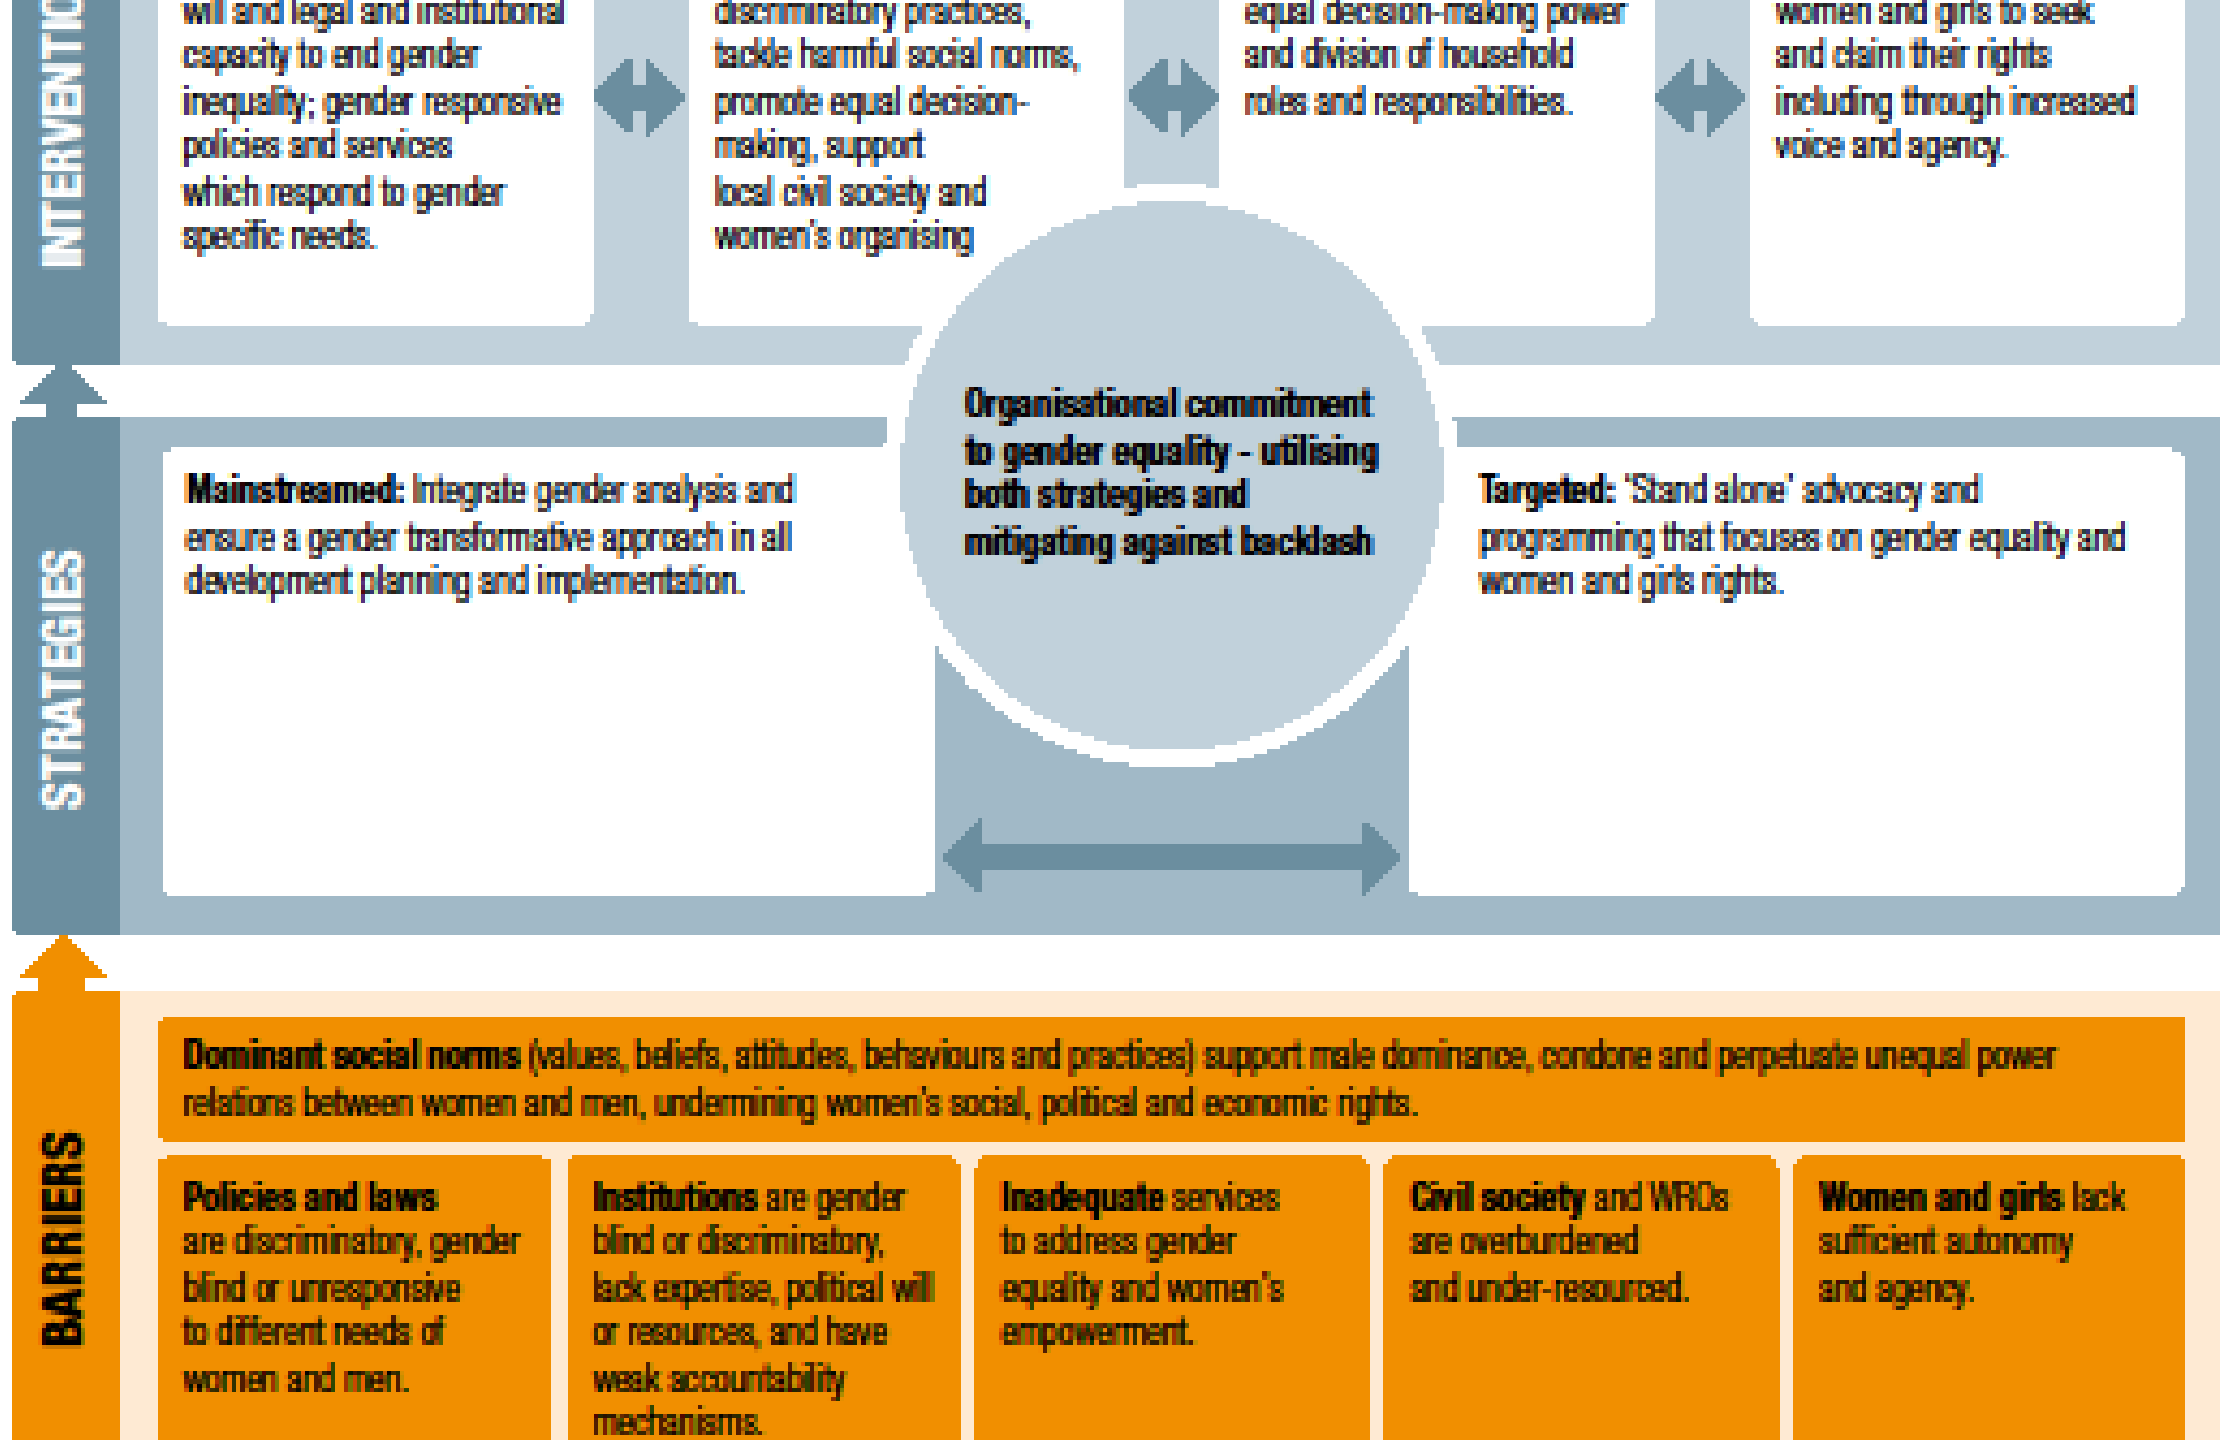 INTERVENTIO
will and legal and institutional
capacity to end gender
inequality; gender responsive
policies and services
which respond to gender
specific needs.
discriminatory practices,
tackle harmful social norms,
promote equal decision-
making, support
local civil society and
women's organising
equal decision-making power
and division of household
roles and responsibilities.
women and girls to seek
and claim their rights
including through increased
voice and agency.
Organisational commitment
to gender equality - utilising
both strategies and
mitigating against backlash
STRATEGIES
Mainstreamed: Integrate gender analysis and
ensure a gender transformative approach in all
development planning and implementation.
Targeted: 'Stand alone' advocacy and
programming that focuses on gender equality and
women and girls rights.
BARRIERS
Dominant social norms (values, beliefs, attitudes, behaviours and practices) support male dominance, condone and perpetuate unequal power
relations between women and men, undermining women's social, political and economic rights.
Policies and laws
are discriminatory, gender
blind or unresponsive
to different needs of
women and men.
Institutions are gender
blind or discriminatory,
lack expertise, political will
or resources, and have
weak accountability
mechanisms.
Inadequate services
to address gender
equality and women's
empowerment.
Civil society and WROs
are overburdened
and under-resourced.
Women and girls lack
sufficient autonomy
and agency.